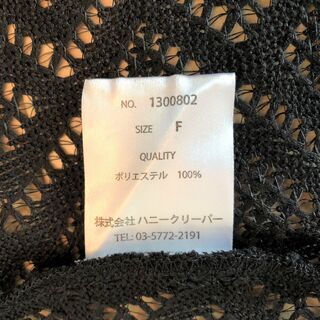 NO. 1300802
SIZE F
QUALITY
ポリエステル 100%
株式会社 ハニークリーパー
TEL: 03-5772-2191